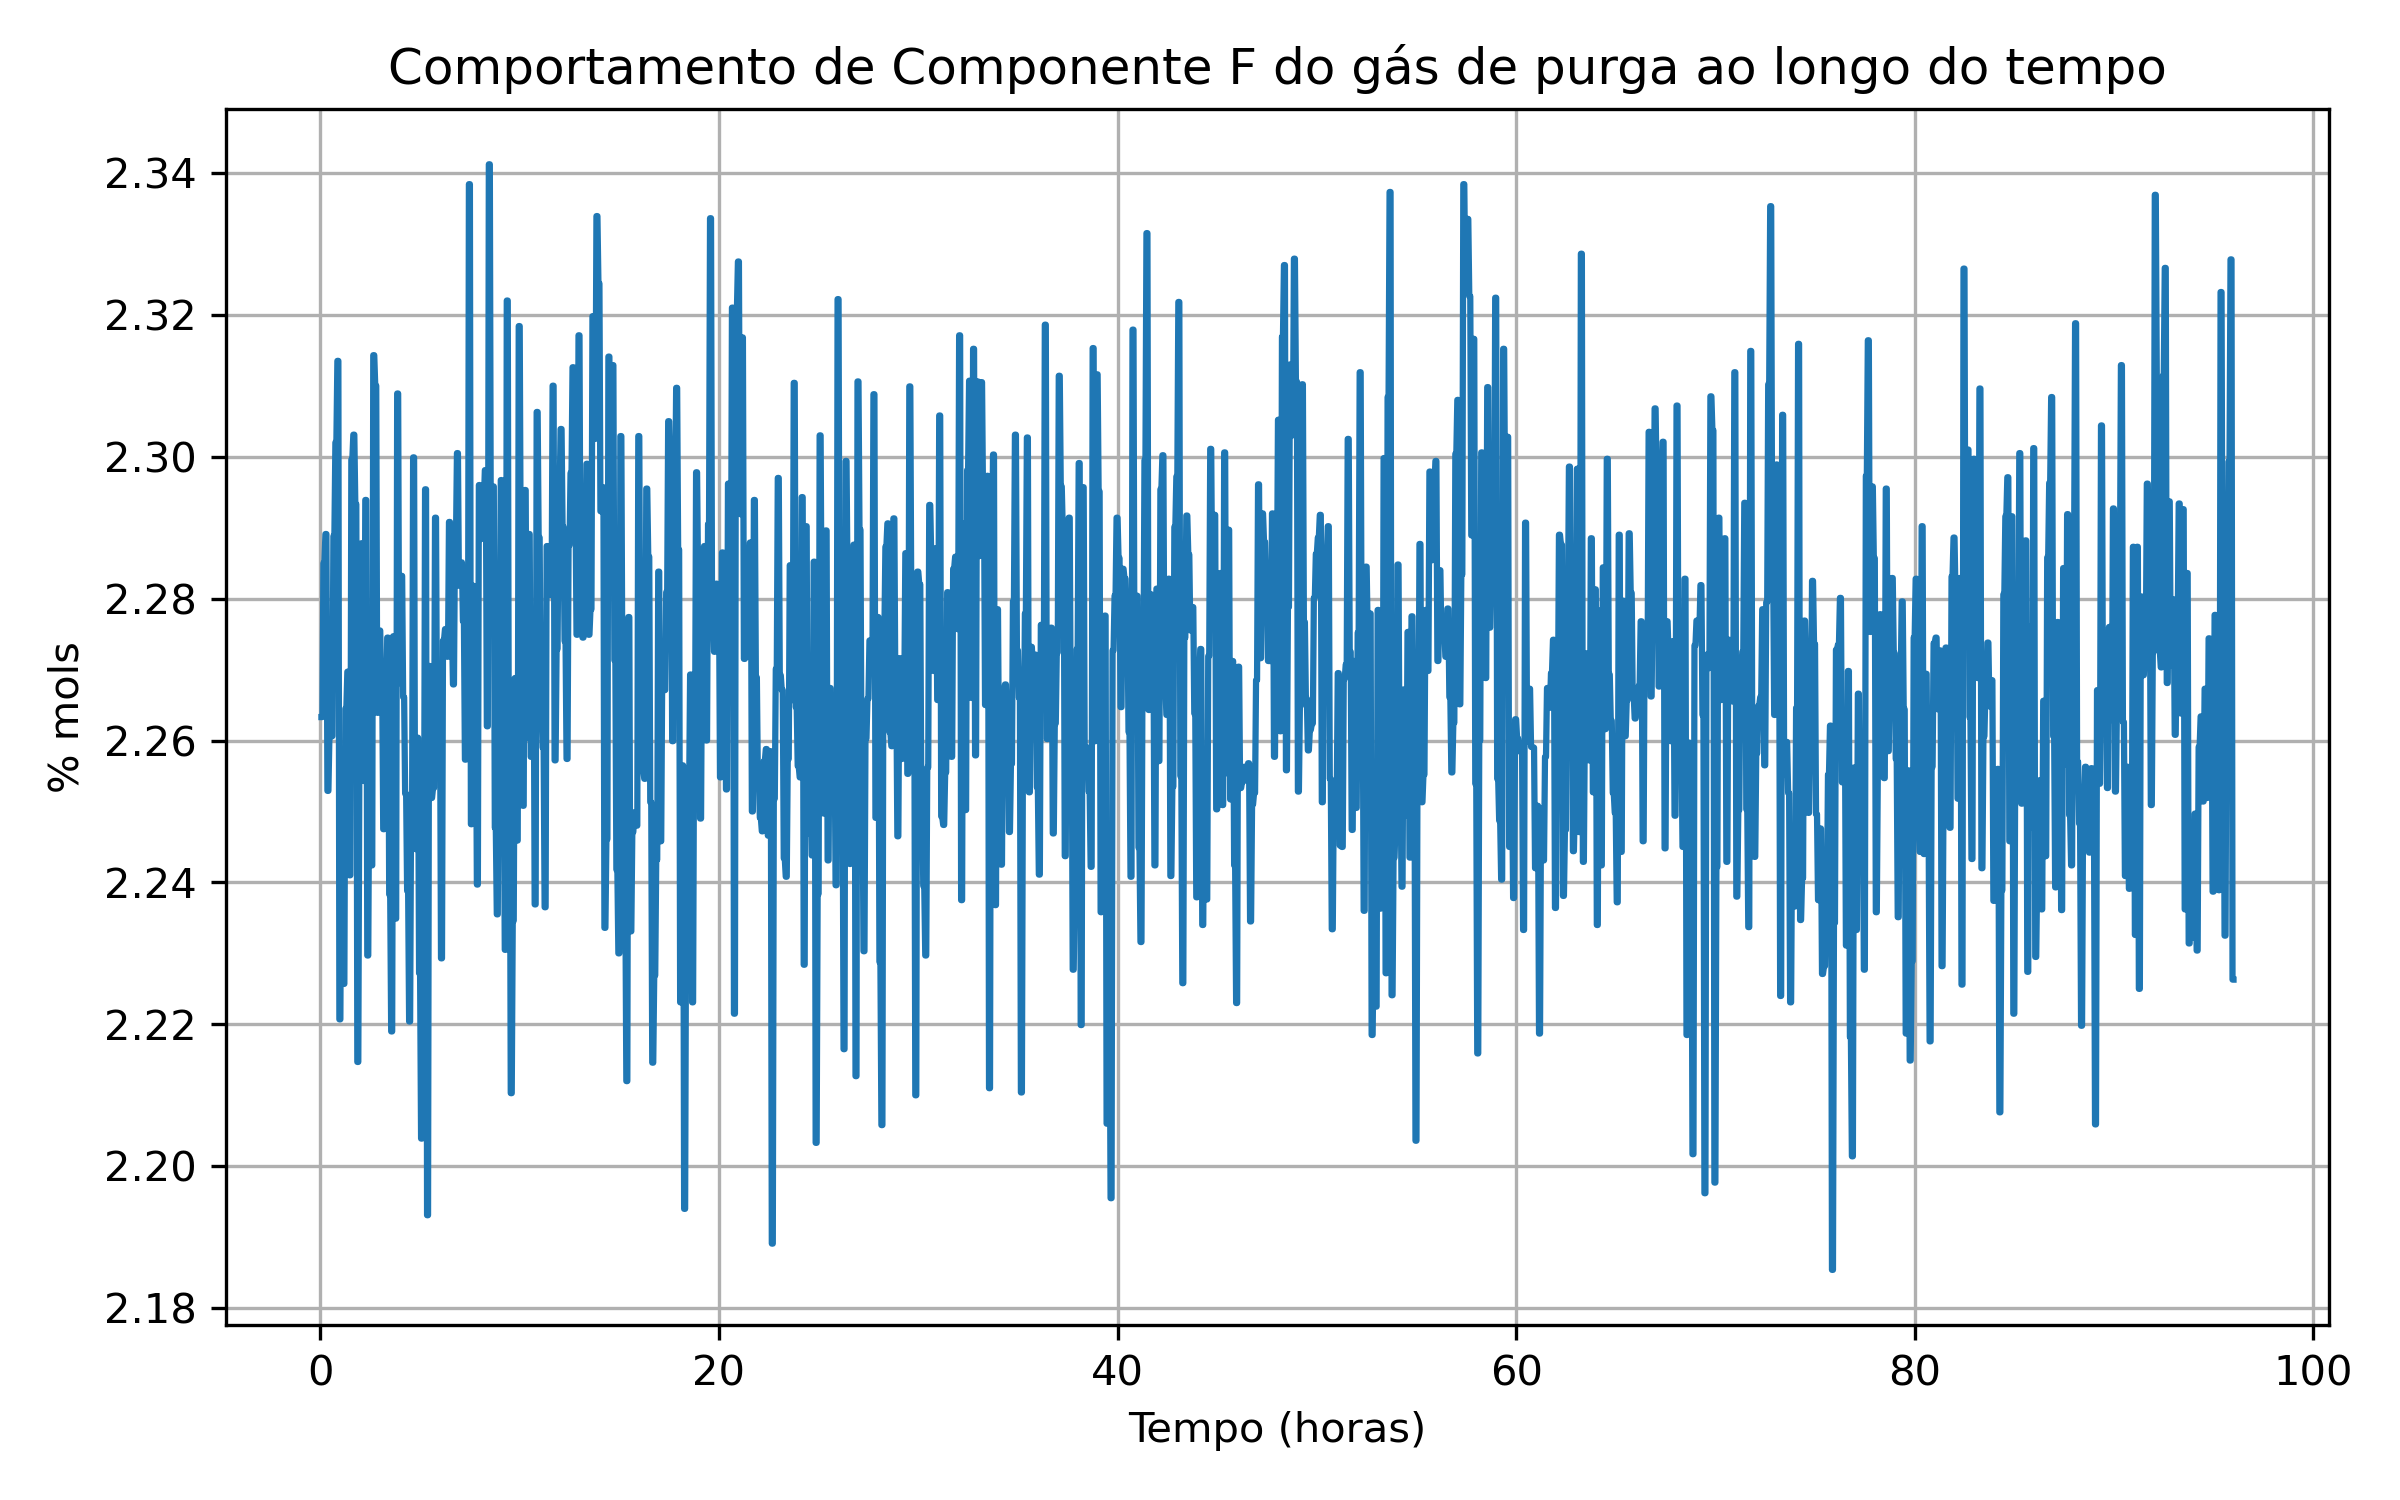 Comportamento de Componente F do gás de purga ao longo do tempo
% mols
2.34
2.32
2.30
2.28
2.26
2.24
2.22
2.20
2.18
0 20 40 60 80 100
Tempo (horas)